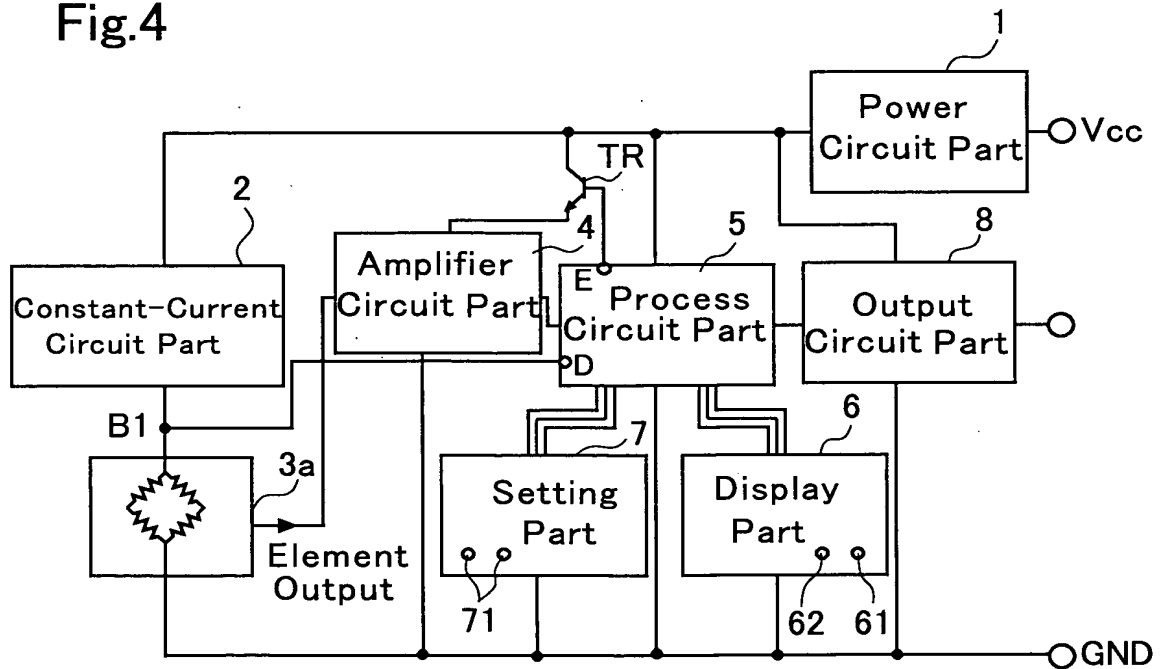 Fig.4
1
Power
Circuit Part
Vcc
TR
2
Constant-Current
Circuit Part
4
Amplifier
Circuit Part
5
E
Process
Circuit Part
D
8
Output
Circuit Part
B1
3a
Element
Output
7
Setting
Part
71
6
Display
Part
62
61
GND